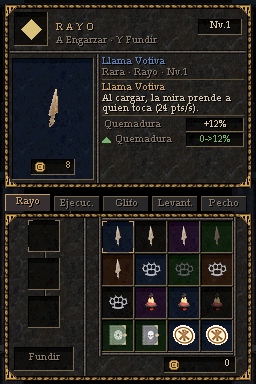 RAYO
Nv.1
A Engarzar · Y Fundir
Llama Votiva
Rara · Rayo · Nv.1
Llama Votiva
Al cargar, la mira prende a
quien toca (24 pts/s).
Quemadura +12%
Quemadura 0->12%
8
Rayo Ejecuc. Glifo Levant. Pecho
Fundir
0